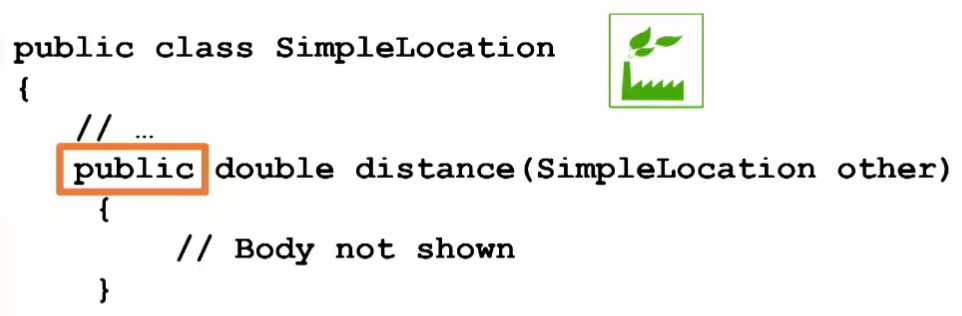 public class SimpleLocation
{
// …
public double distance(SimpleLocation other)
{
// Body not shown
}